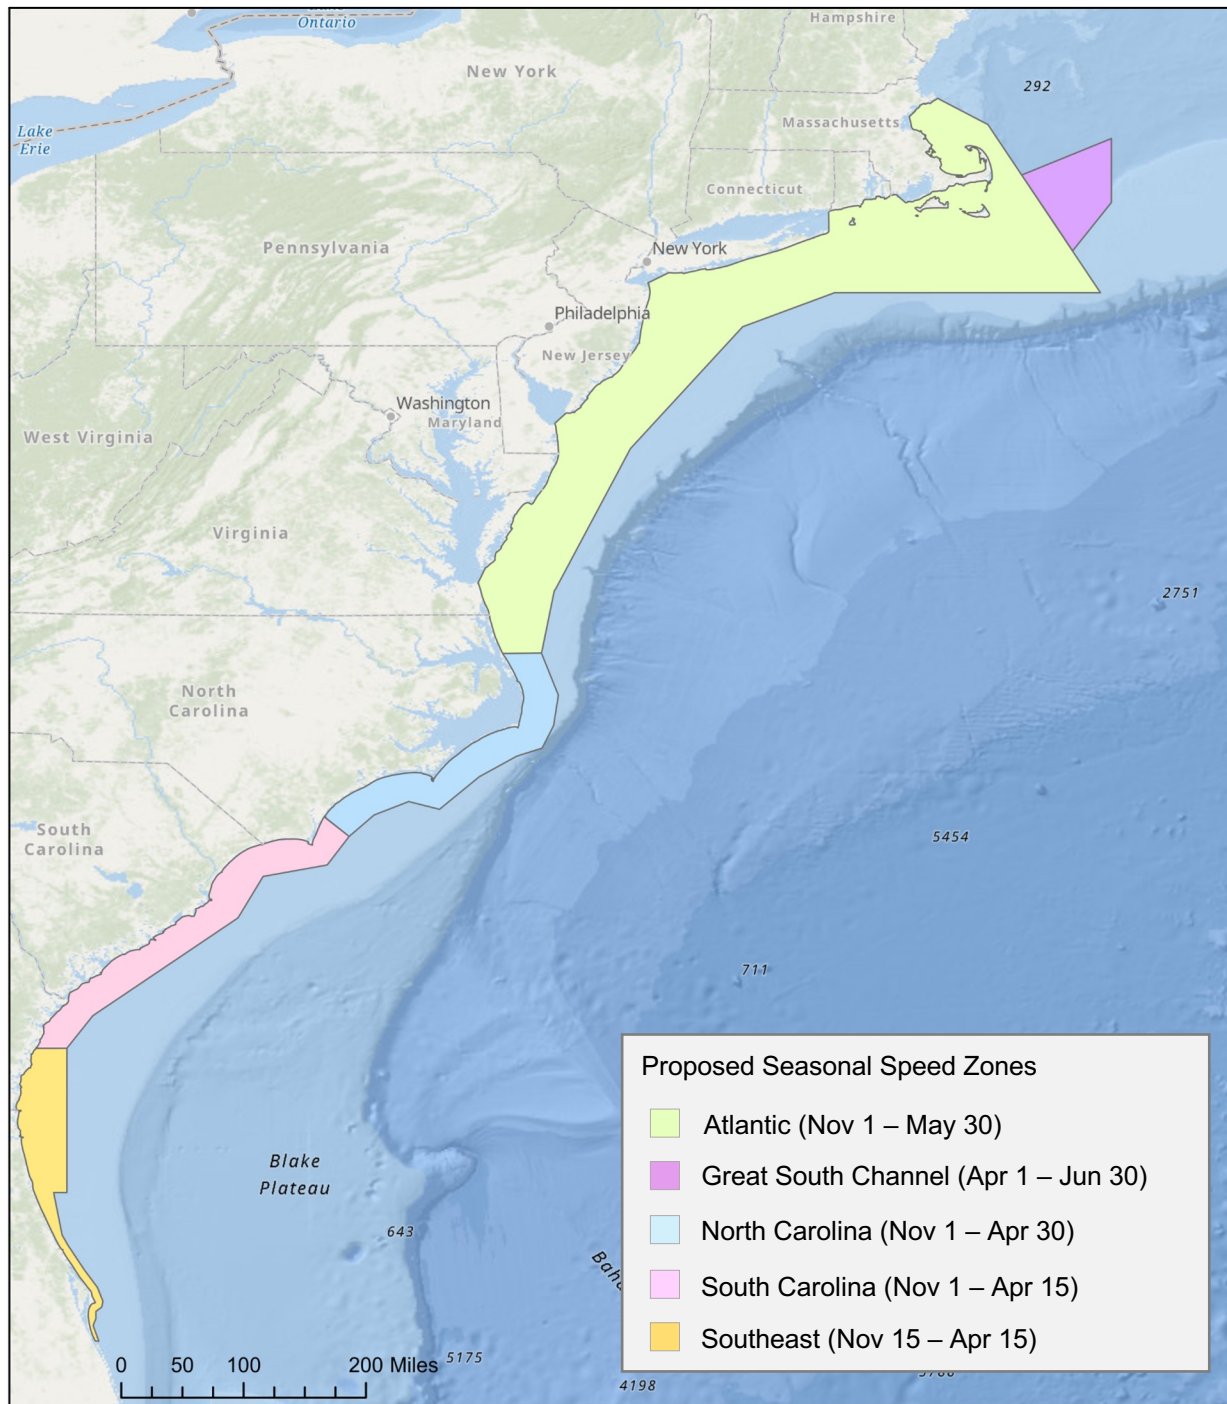 Ontario
Hampshire
New York
292
Massachusetts
Lake
Erie
Connecticut
Pennsylvania
New York
Philadelphia
New Jersey
Washington
Maryland
West Virginia
Virginia
2751
North
Carolina
South
Carolina
5454
711
Blake
Plateau
643
5175
4198
Proposed Seasonal Speed Zones
Atlantic (Nov 1 – May 30)
Great South Channel (Apr 1 – Jun 30)
North Carolina (Nov 1 – Apr 30)
South Carolina (Nov 1 – Apr 15)
Southeast (Nov 15 – Apr 15)
0 50 100 200 Miles